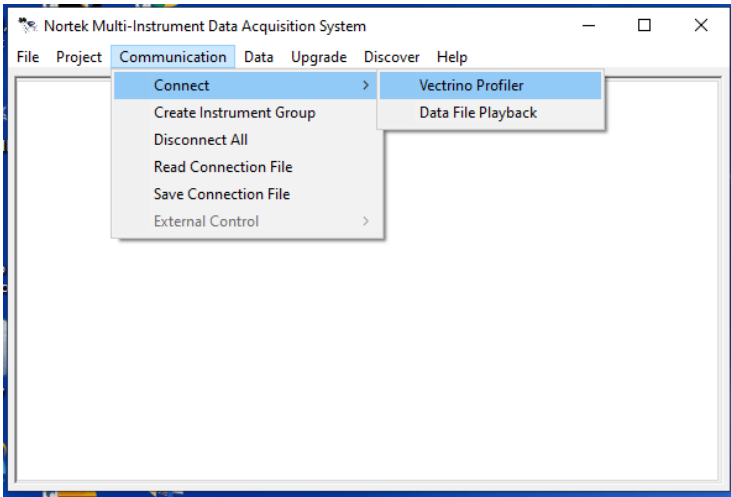 Nortek Multi-Instrument Data Acquisition System
File Project Communication Data Upgrade Discover Help
Connect > Vectrino Profiler
Create Instrument Group Data File Playback
Disconnect All
Read Connection File
Save Connection File
External Control >